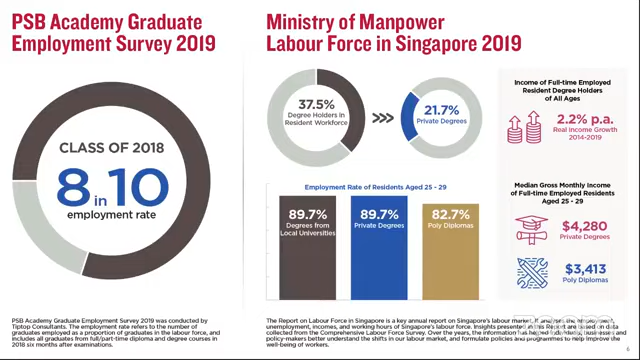 PSB Academy Graduate
Employment Survey 2019
CLASS OF 2018
8 in 10
employment rate
PSB Academy Graduate Employment Survey 2019 was conducted by
Tiptop Consultants. The employment rate refers to the number of
graduates employed as a proportion of graduates in the labour force, and
includes all graduates from full/part-time diploma and degree courses in
2018 six months after examinations.
Ministry of Manpower
Labour Force in Singapore 2019
37.5%
Degree Holders in
Resident Workforce
>>>
21.7%
Private Degrees
Employment Rate of Residents Aged 25 - 29
89.7%
Degrees from
Local Universities
89.7%
Private Degrees
82.7%
Poly Diplomas
Income of Full-time Employed
Resident Degree Holders
of All Ages
2.2% p.a.
Real Income Growth
2014-2019
Median Gross Monthly Income
of Full-time Employed Residents
Aged 25 - 29
$4,280
Private Degrees
$3,413
Poly Diplomas
The Report on Labour Force in Singapore is a key annual report on Singapore's labour market. It analyses the employment,
unemployment, incomes, and working hours of Singapore's labour force. Insights presented in this Report are based on data
collected from the Comprehensive Labour Force Survey. Over the years, the information has helped individuals, businesses and
policy-makers better understand the shifts in our labour market, and formulate policies and programmes to help improve the
well-being of workers.